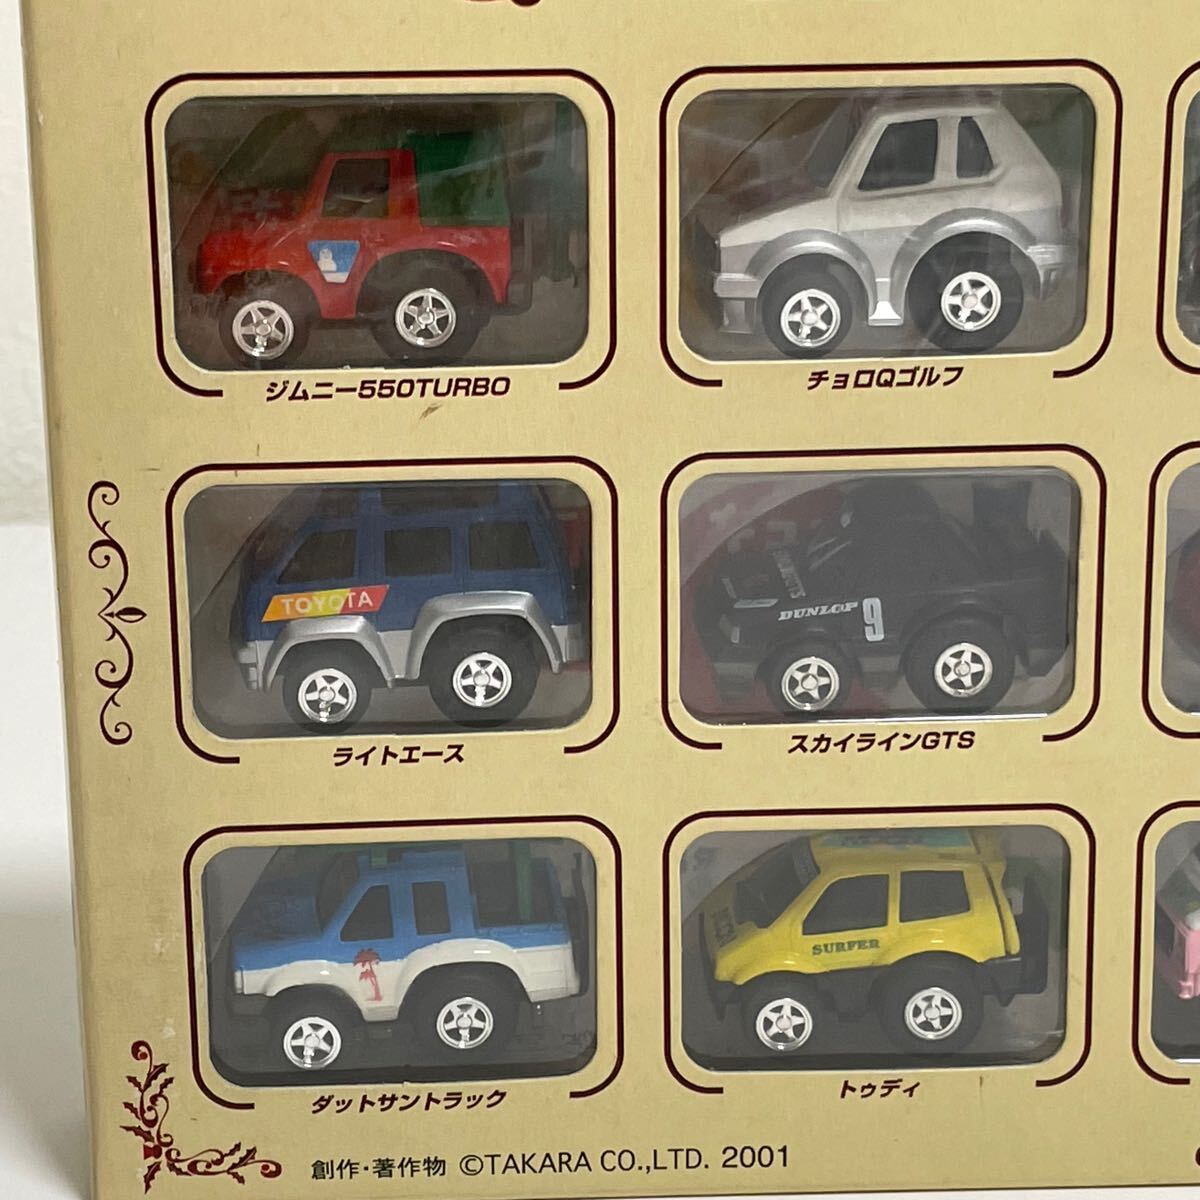 ジムニー550TURBO
チョロQゴルフ
TOYOTA
DUNLOP 9
ライトエース
スカイラインGTS
SURFER
ダットサントラック
トゥディ
創作・著作物 ©TAKARA CO.,LTD. 2001